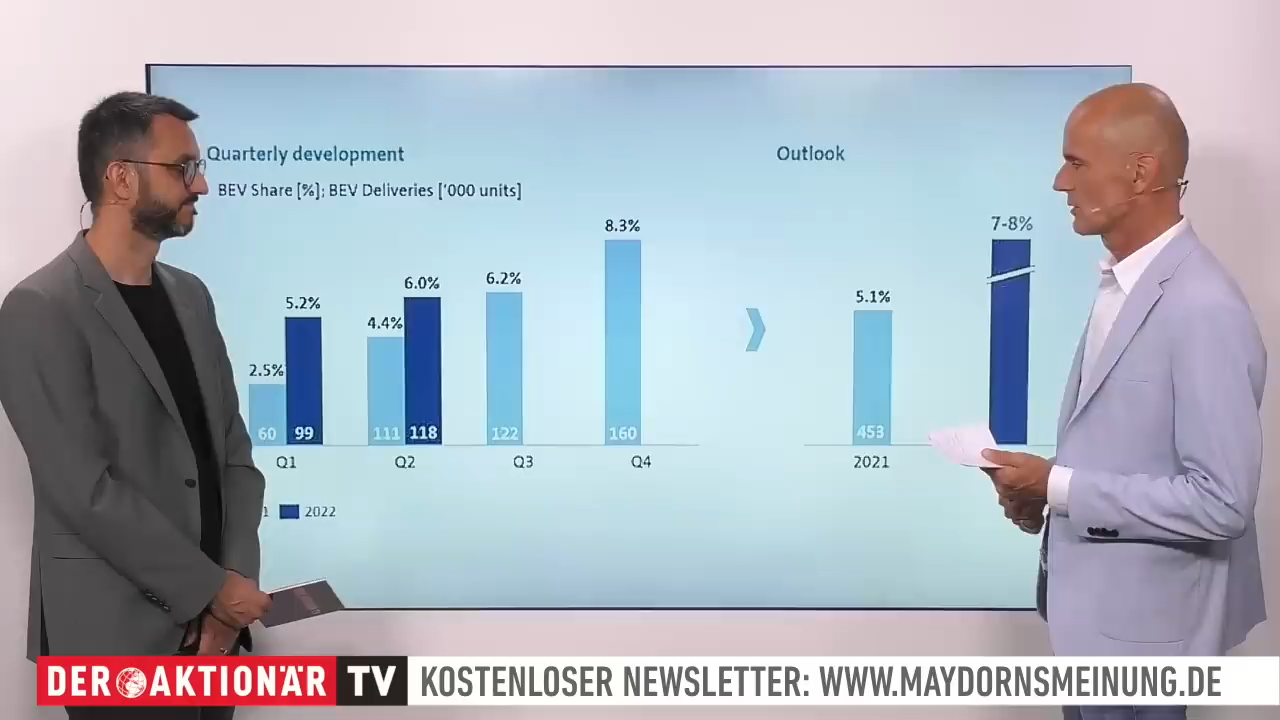 Quarterly development
Outlook
BEV Share [%]; BEV Deliveries ['000 units]
8.3%
7-8%
6.2%
6.0%
5.2%
5.1%
4.4%
2.5%
60 99 111 118 122 160 453
Q1 Q2 Q3 Q4 2021
1 2022
DER AKTIONÄR TV KOSTENLOSER NEWSLETTER: WWW.MAYDORNSMEINUNG.DE